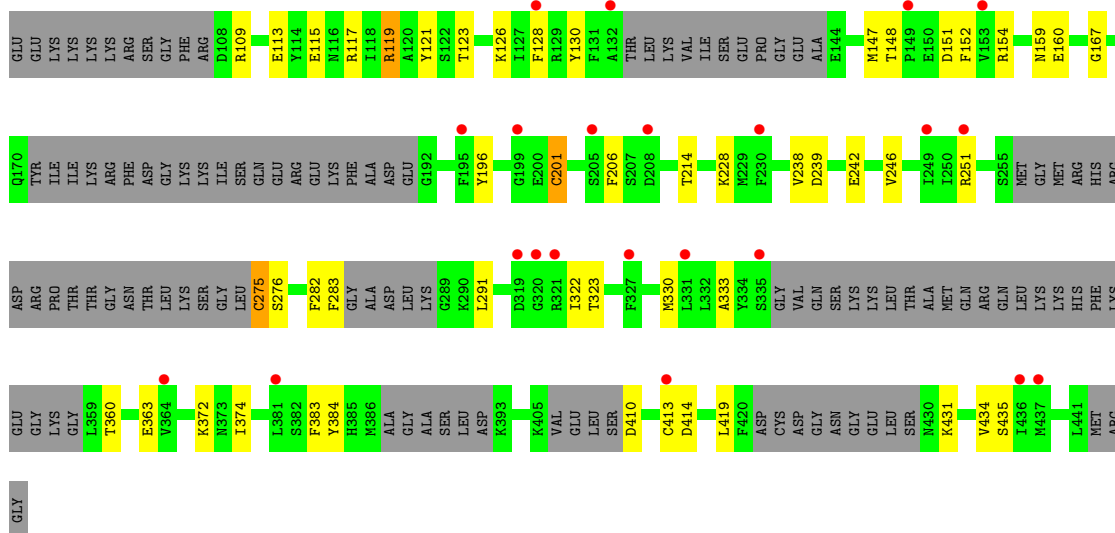 GLU GLU LYS LYS LYS LYS ARG SER GLY PHE ARG D108 R109 E113 Y114 E115 N116 R117 I118 R119 A120 Y121 S122 T123 K126 I127 F128 R129 Y130 F131 A132 THR LEU LYS VAL ILE SER GLU PRO GLY GLU ALA E144 M147 T148 P149 E150 D151 F152 V153 R154 N159 E160 G167
Q170 TYR ILE ILE LYS ARG PHE ASP GLY LYS LYS ILE SER GLN GLU ARG GLU LYS PHE ALA ASP GLU G192 F195 Y196 G199 E200 C201 S205 F206 S207 D208 T214 K228 M229 F230 V238 D239 E242 V246 I249 I250 R251 S255 MET GLY MET ARG HIS ARG
ASP ARG PRO THR THR GLY ASN THR LEU LYS SER GLY LEU C275 S276 F282 F283 GLY ALA ASP LEU LYS G289 K290 L291 D319 G320 R321 I322 T323 F327 M330 L331 L332 A333 Y334 S335 GLY VAL GLN SER LYS LYS LEU THR ALA MET GLN ARG GLN LEU LYS LYS HIS PHE LYS
GLU GLY LYS GLY L359 T360 E363 V364 K372 N373 I374 L381 S382 F383 Y384 H385 M386 ALA GLY ALA SER LEU ASP K393 K405 VAL GLU LEU SER D410 C413 D414 L419 F420 ASP CYS ASP GLY ASN GLY GLU LEU SER N430 K431 V434 S435 I436 M437 L441 MET ARG
GLY